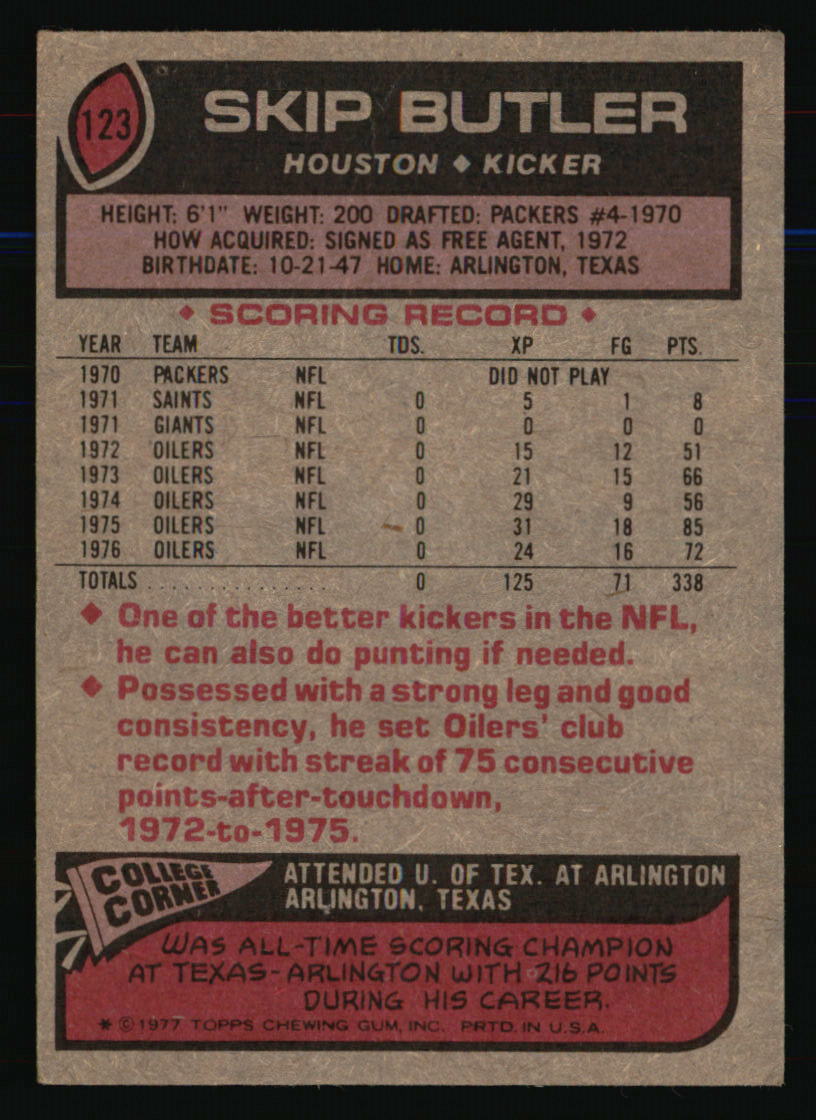 123
SKIP BUTLER
HOUSTON ◆ KICKER
HEIGHT: 6'1" WEIGHT: 200 DRAFTED: PACKERS #4-1970
HOW ACQUIRED: SIGNED AS FREE AGENT, 1972
BIRTHDATE: 10-21-47 HOME: ARLINGTON, TEXAS
◆ SCORING RECORD ◆
YEAR TEAM TDS. XP FG PTS.
1970 PACKERS NFL DID NOT PLAY
1971 SAINTS NFL 0 5 1 8
1971 GIANTS NFL 0 0 0 0
1972 OILERS NFL 0 15 12 51
1973 OILERS NFL 0 21 15 66
1974 OILERS NFL 0 29 9 56
1975 OILERS NFL 0 31 18 85
1976 OILERS NFL 0 24 16 72
TOTALS ................ 0 125 71 338
◆ One of the better kickers in the NFL,
he can also do punting if needed.
◆ Possessed with a strong leg and good
consistency, he set Oilers' club
record with streak of 75 consecutive
points-after-touchdown,
1972-to-1975.
COLLEGE
CORNER
ATTENDED U. OF TEX. AT ARLINGTON
ARLINGTON, TEXAS
WAS ALL-TIME SCORING CHAMPION
AT TEXAS-ARLINGTON WITH 216 POINTS
DURING HIS CAREER.
* © 1977 TOPPS CHEWING GUM, INC. PRTD. IN U.S.A.